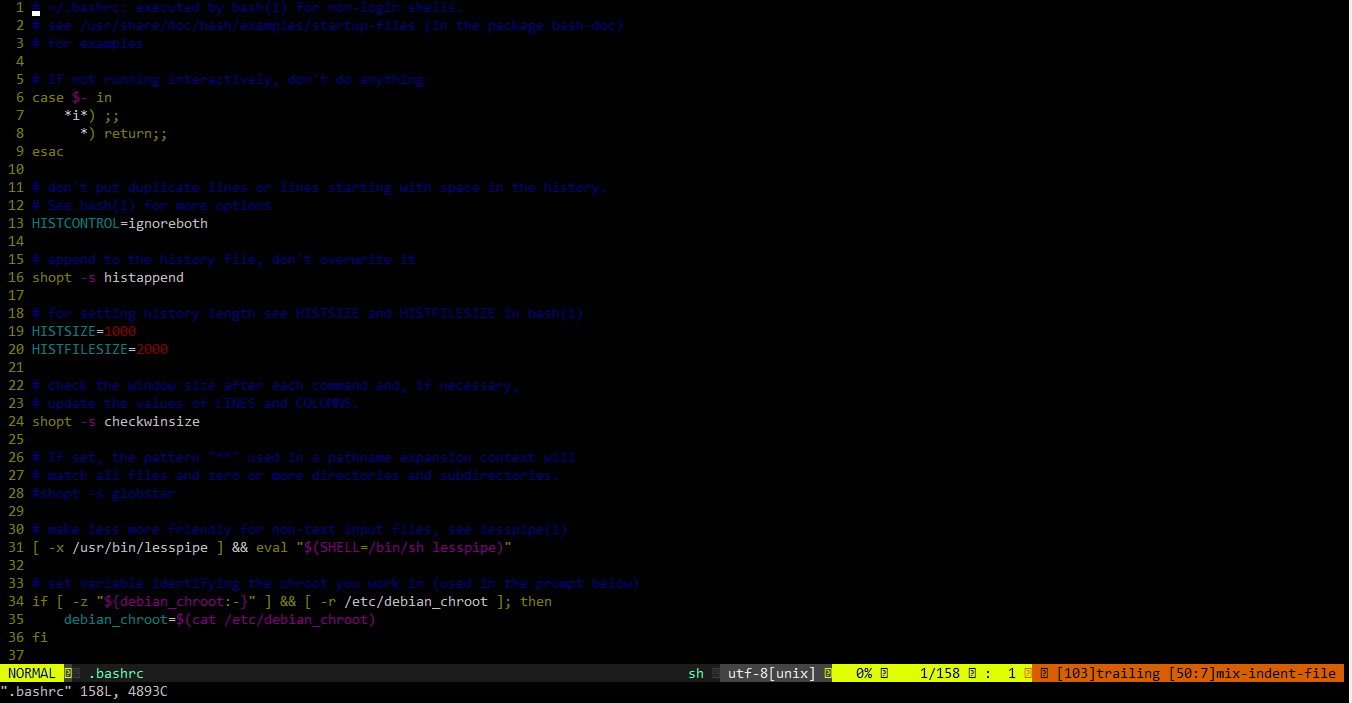 1 # ~/.bashrc: executed by bash(1) for non-login shells.
2 # see /usr/share/doc/bash/examples/startup-files (in the package bash-doc)
3 # for examples
4
5 # If not running interactively, don't do anything
6 case $- in
7     *i*) ;;
8       *) return;;
9 esac
10
11 # don't put duplicate lines or lines starting with space in the history.
12 # See bash(1) for more options
13 HISTCONTROL=ignoreboth
14
15 # append to the history file, don't overwrite it
16 shopt -s histappend
17
18 # for setting history length see HISTSIZE and HISTFILESIZE in bash(1)
19 HISTSIZE=1000
20 HISTFILESIZE=2000
21
22 # check the window size after each command and, if necessary,
23 # update the values of LINES and COLUMNS.
24 shopt -s checkwinsize
25
26 # If set, the pattern "**" used in a pathname expansion context will
27 # match all files and zero or more directories and subdirectories.
28 #shopt -s globstar
29
30 # make less more friendly for non-text input files, see lesspipe(1)
31 [ -x /usr/bin/lesspipe ] && eval "$(SHELL=/bin/sh lesspipe)"
32
33 # set variable identifying the chroot you work in (used in the prompt below)
34 if [ -z "${debian_chroot:-}" ] && [ -r /etc/debian_chroot ]; then
35     debian_chroot=$(cat /etc/debian_chroot)
36 fi
37
NORMAL .bashrc sh utf-8[unix] 0% 1/158 : 1 [103]trailing [50:7]mix-indent-file
".bashrc" 158L, 4893C